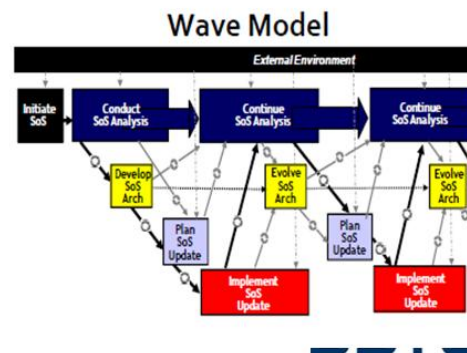 Wave Model
External Environment
Initiate
SoS
Conduct
SoS Analysis
Continue
SoS Analysis
Continue
SoS Analysis
Develop
SoS
Arch
Evolve
SoS
Arch
Evolve
SoS
Arch
Plan
SoS
Update
Plan
SoS
Update
Implement
SoS
Update
Implement
SoS
Update